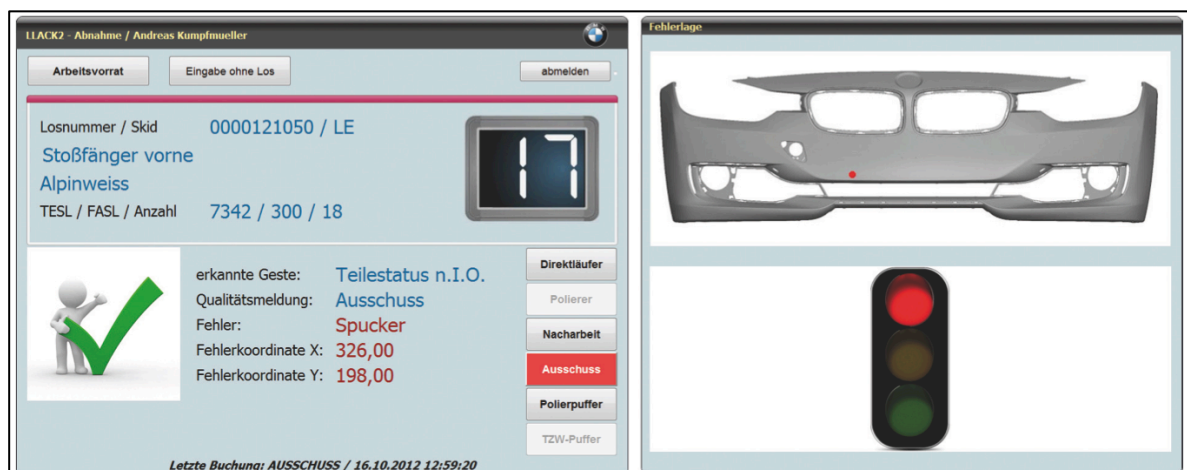 LLACK2 - Abnahme / Andreas Kumpfmueller
Arbeitsvorrat
Eingabe ohne Los
abmelden
Losnummer / Skid 0000121050 / LE
Stoßfänger vorne
Alpinweiss
TESL / FASL / Anzahl 7342 / 300 / 18
17
erkannte Geste: Teilestatus n.I.O.
Qualitätsmeldung: Ausschuss
Fehler: Spucker
Fehlerkoordinate X: 326,00
Fehlerkoordinate Y: 198,00
Direktläufer
Polierer
Nacharbeit
Ausschuss
Polierpuffer
TZW-Puffer
Letzte Buchung: AUSSCHUSS / 16.10.2012 12:59:20
Fehlerlage